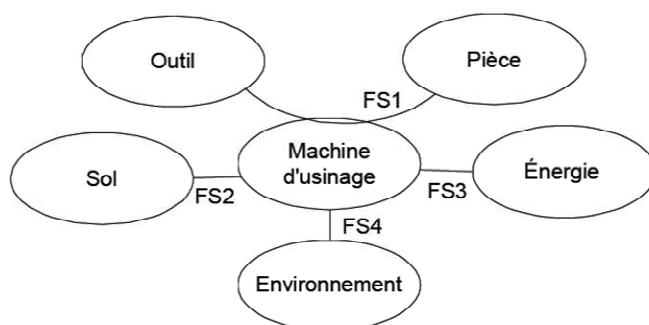 Outil
Pièce
FS1
Machine
d'usinage
Sol
Énergie
FS2
FS3
FS4
Environnement